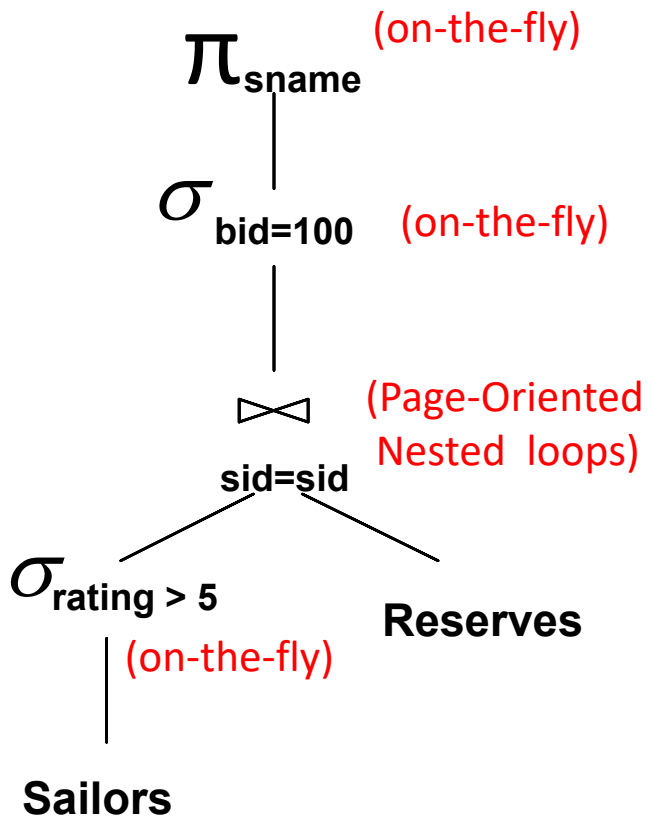 π sname (on-the-fly)
σ bid=100 (on-the-fly)
⋈ (Page-Oriented
Nested loops)
sid=sid
σ rating > 5
Reserves
(on-the-fly)
Sailors